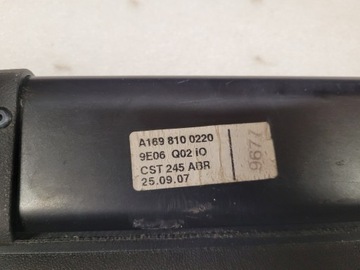 A169 810 0220
9E06 Q02 iO
CST 245 ABR
25.09.07
9677